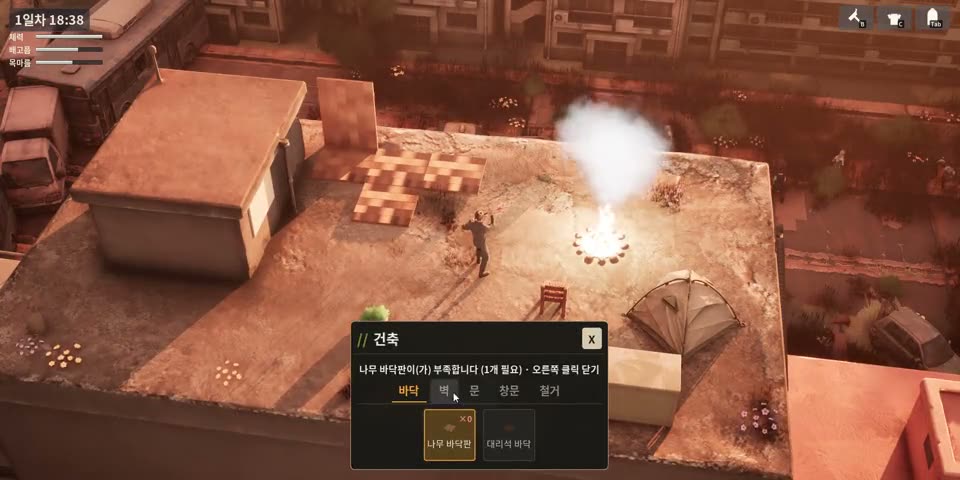 1일차 18:38
체력
배고픔
목마름
B
C
Tab
// 건축
X
나무 바닥판이(가) 부족합니다 (1개 필요) · 오른쪽 클릭 닫기
바닥 벽 문 창문 철거
×0
나무 바닥판 대리석 바닥